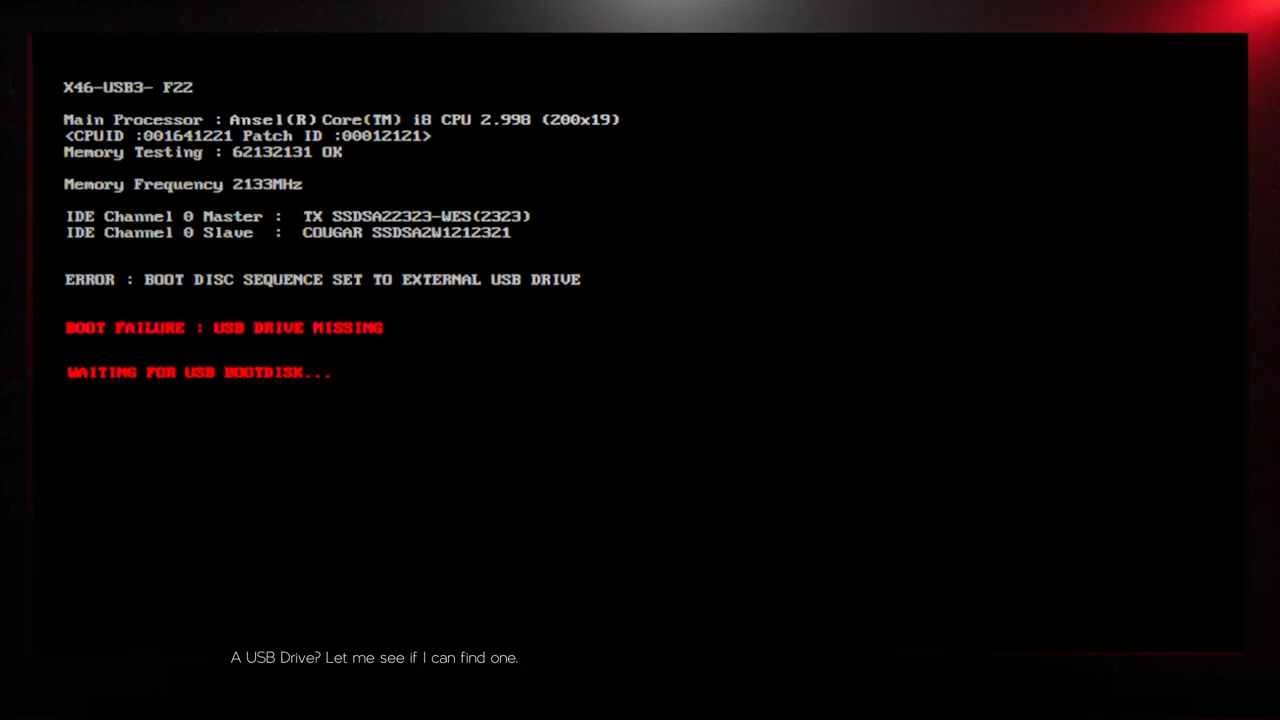 X46-USB3- F22
Main Processor : Ansel(R) Core(TM) i8 CPU 2.998 (200x19)
<CPUID :001641221 Patch ID :00012121>
Memory Testing : 62132131 OK
Memory Frequency 2133MHz
IDE Channel 0 Master :  TX SSDSA22323-WES(2323)
IDE Channel 0 Slave  :  COUGAR SSDSA2W1212321
ERROR : BOOT DISC SEQUENCE SET TO EXTERNAL USB DRIVE
BOOT FAILURE : USB DRIVE MISSING
WAITING FOR USB BOOTDISK...
A USB Drive? Let me see if I can find one.